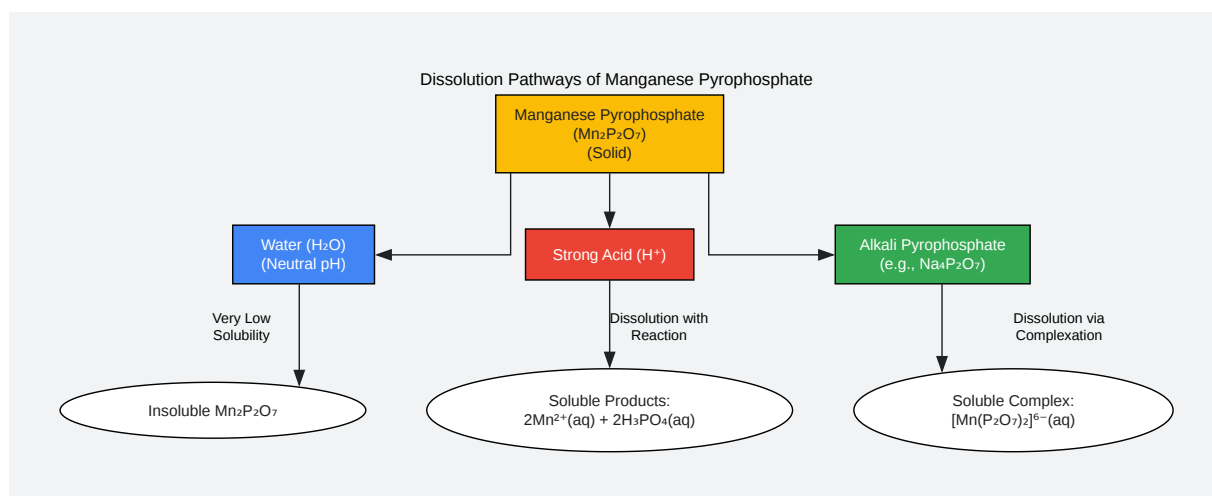 Dissolution Pathways of Manganese Pyrophosphate
Manganese Pyrophosphate
(Mn₂P₂O₇)
(Solid)
Water (H₂O)
(Neutral pH)
Strong Acid (H⁺)
Alkali Pyrophosphate
(e.g., Na₄P₂O₇)
Very Low
Solubility
Dissolution with
Reaction
Dissolution via
Complexation
Insoluble Mn₂P₂O₇
Soluble Products:
2Mn²⁺(aq) + 2H₃PO₄(aq)
Soluble Complex:
[Mn(P₂O₇)₂]⁶⁻(aq)